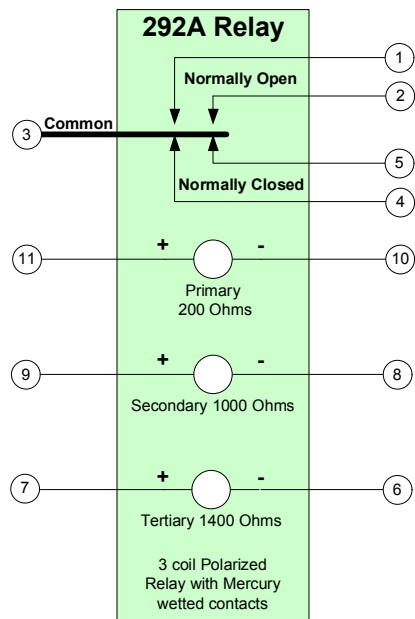 292A Relay
1
Normally Open
2
Common
3
5
Normally Closed
4
11
+
-
10
Primary
200 Ohms
9
+
-
8
Secondary 1000 Ohms
7
+
-
6
Tertiary 1400 Ohms
3 coil Polarized
Relay with Mercury
wetted contacts